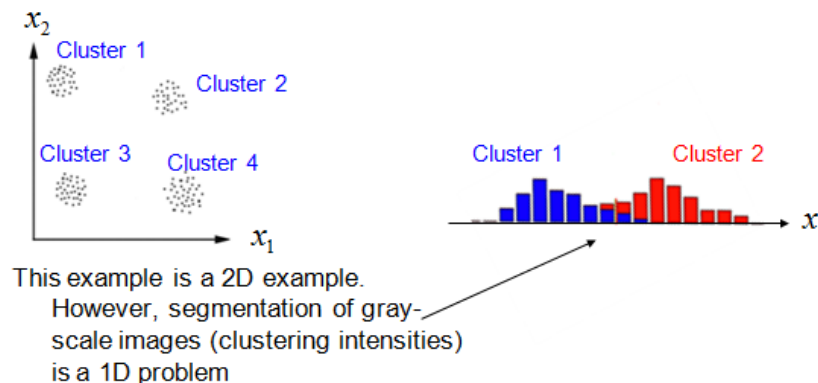 x2
Cluster 1
Cluster 2
Cluster 3
Cluster 4
x1
Cluster 1
Cluster 2
x
This example is a 2D example.
However, segmentation of gray-
scale images (clustering intensities)
is a 1D problem